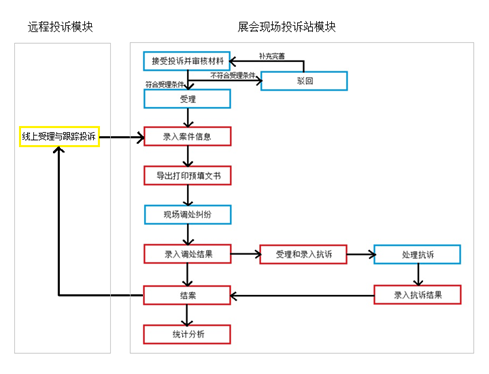 远程投诉模块
展会现场投诉站模块
接受投诉并审核材料
补充完善
不符合受理条件
驳回
符合受理条件
受理
线上受理与跟踪投诉
录入案件信息
导出打印预填文书
现场调处纠纷
录入调处结果
受理和录入抗诉
处理抗诉
结案
录入抗诉结果
统计分析